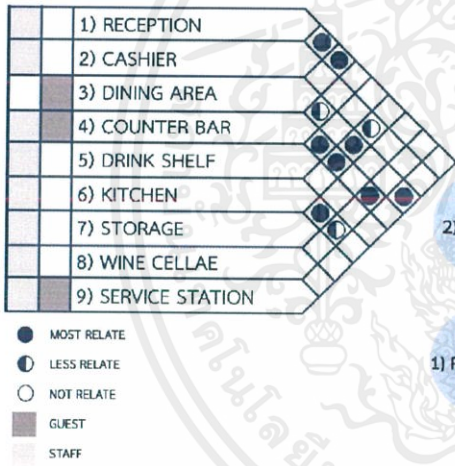 1) RECEPTION
2) CASHIER
3) DINING AREA
4) COUNTER BAR
5) DRINK SHELF
6) KITCHEN
7) STORAGE
8) WINE CELLAE
9) SERVICE STATION
MOST RELATE
LESS RELATE
NOT RELATE
GUEST
STAFF
2)
1) R